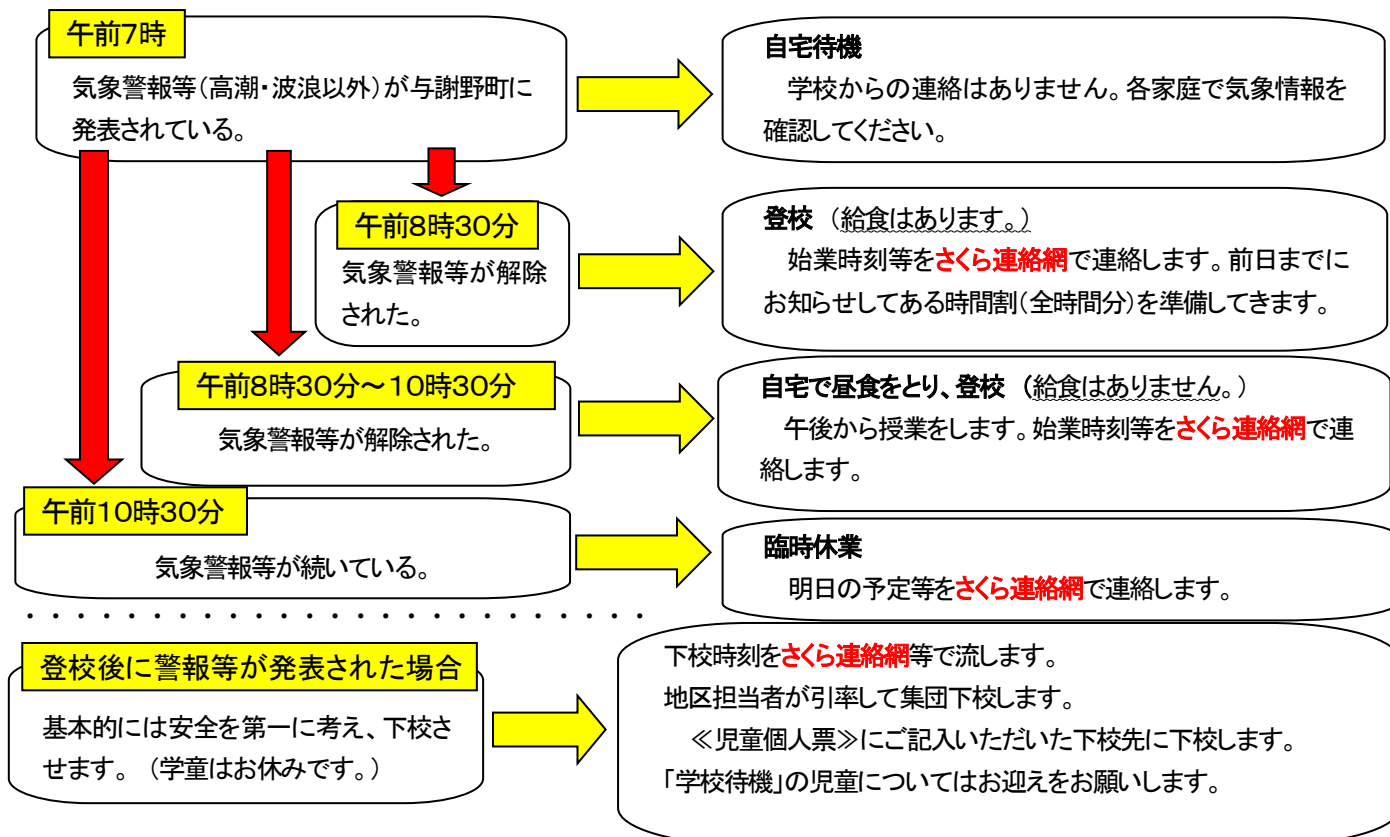 午前7時
気象警報等(高潮・波浪以外)が与謝野町に
発表されている。
自宅待機
学校からの連絡はありません。各家庭で気象情報を
確認してください。
午前8時30分
気象警報等が解除
された。
登校 (給食はあります。)
始業時刻等をさくら連絡網で連絡します。前日までに
お知らせしてある時間割(全時間分)を準備してきます。
午前8時30分~10時30分
気象警報等が解除された。
自宅で昼食をとり、登校 (給食はありません。)
午後から授業をします。始業時刻等をさくら連絡網で連
絡します。
午前10時30分
気象警報等が続いている。
臨時休業
明日の予定等をさくら連絡網で連絡します。
・・・・・・・・・・・・・・・・・・・・・・・・・・
登校後に警報等が発表された場合
基本的には安全を第一に考え、下校さ
せます。 (学童はお休みです。)
下校時刻をさくら連絡網等で流します。
地区担当者が引率して集団下校します。
≪児童個人票≫にご記入いただいた下校先に下校します。
「学校待機」の児童についてはお迎えをお願いします。